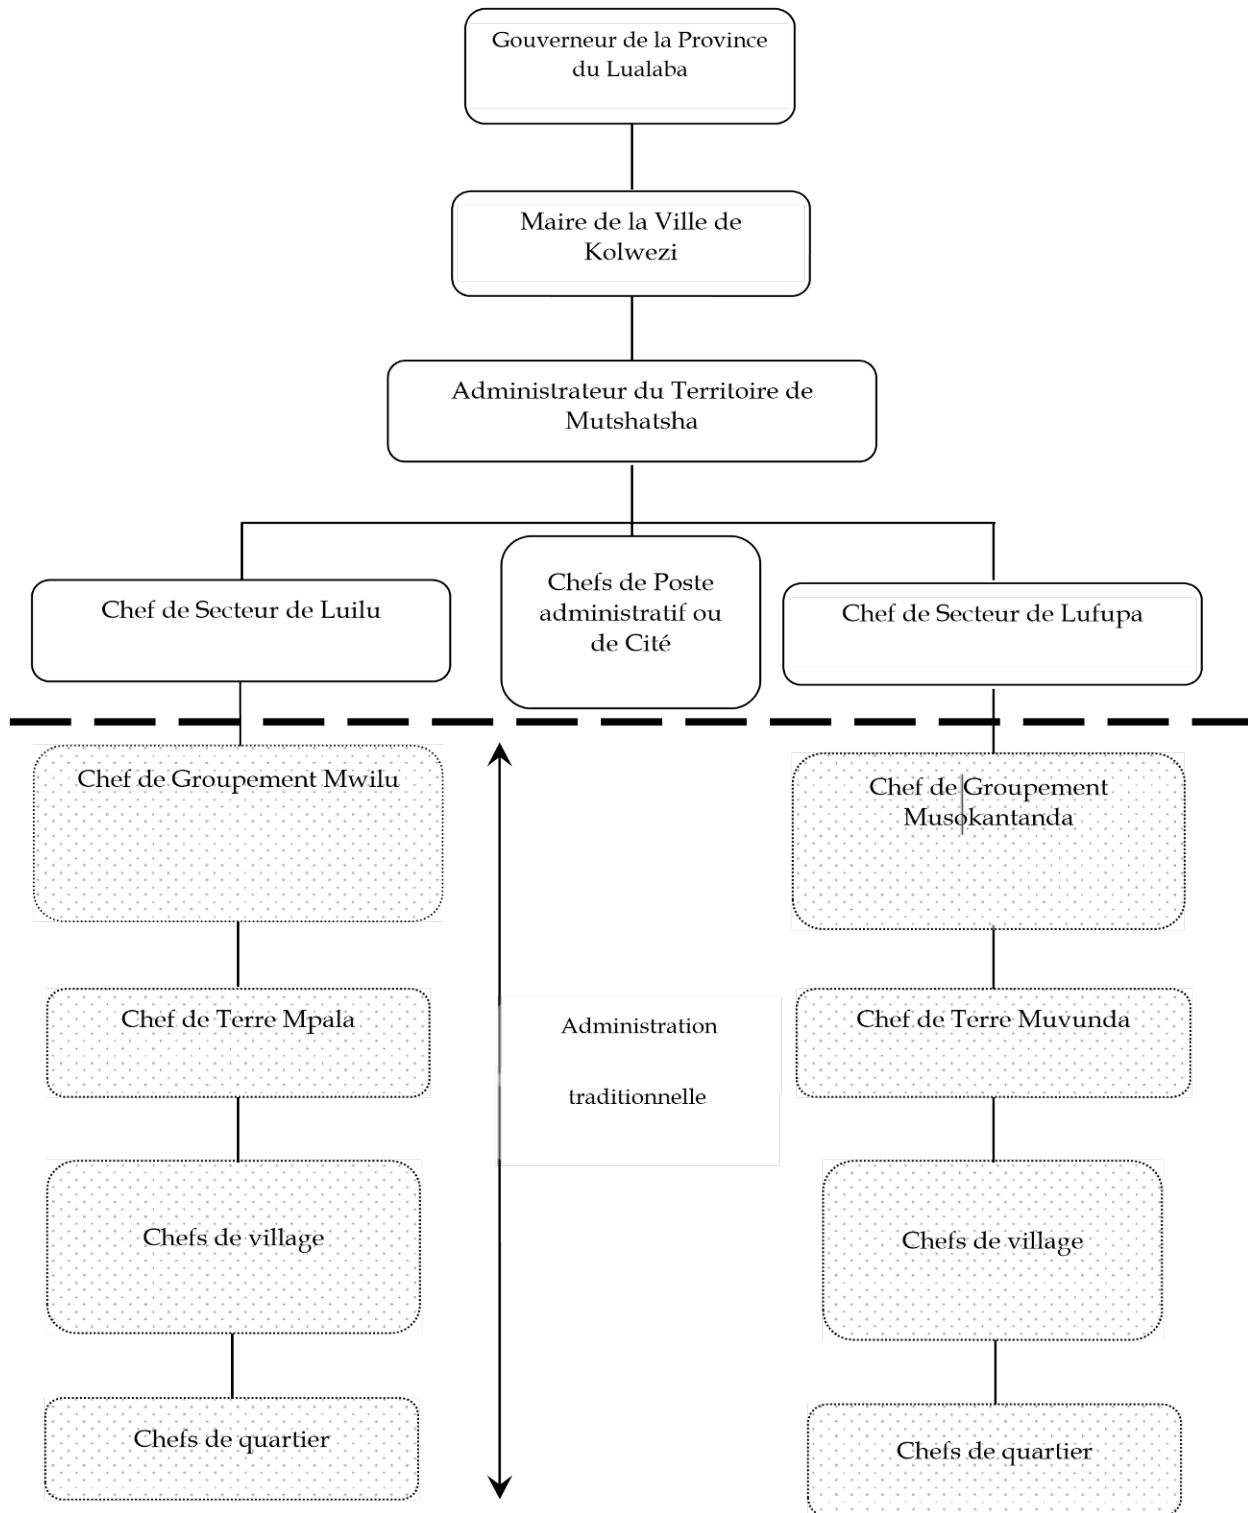 Gouverneur de la Province
du Lualaba
Maire de la Ville de
Kolwezi
Administrateur du Territoire de
Mutshatsha
Chef de Secteur de Luilu
Chefs de Poste
administratif ou
de Cité
Chef de Secteur de Lufupa
Chef de Groupement Mwilu
Chef de Groupement
Musokantanda
Chef de Terre Mpala
Administration
traditionnelle
Chef de Terre Muvunda
Chefs de village
Chefs de village
Chefs de quartier
Chefs de quartier